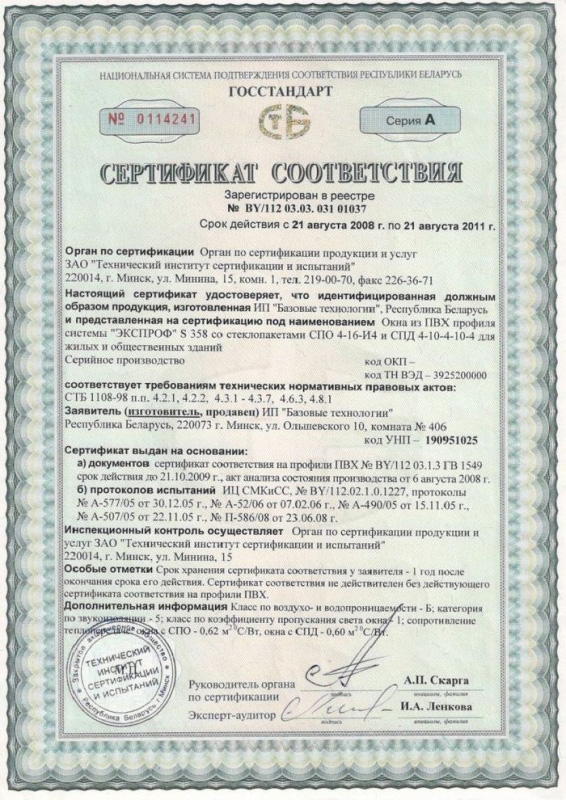 НАЦИОНАЛЬНАЯ СИСТЕМА ПОДТВЕРЖДЕНИЯ СООТВЕТСТВИЯ РЕСПУБЛИКИ БЕЛАРУСЬ
ГОССТАНДАРТ
№ 0114241
СТБ
Серия А
СЕРТИФИКАТ СООТВЕТСТВИЯ
Зарегистрирован в реестре
№ BY/112 03.03. 031 01037
Срок действия с 21 августа 2008 г. по 21 августа 2011 г.
Орган по сертификации Орган по сертификации продукции и услуг
ЗАО "Технический институт сертификации и испытаний"
220014, г. Минск, ул. Минина, 15, комн. 1, тел. 219-00-70, факс 226-36-71
Настоящий сертификат удостоверяет, что идентифицированная должным
образом продукция, изготовленная ИП "Базовые технологии", Республика Беларусь
и представленная на сертификацию под наименованием Окна из ПВХ профиля
системы "ЭКСПРОФ" S 358 со стеклопакетами СПО 4-16-И4 и СПД 4-10-4-10-4 для
жилых и общественных зданий
Серийное производство
код ОКП –
код ТН ВЭД – 3925200000
соответствует требованиям технических нормативных правовых актов:
СТБ 1108-98 п.п. 4.2.1, 4.2.2, 4.3.1 - 4.3.7, 4.6.3, 4.8.1
Заявитель (изготовитель, продавец) ИП "Базовые технологии"
Республика Беларусь, 220073 г. Минск, ул. Ольшевского 10, комната № 406
код УНП – 190951025
Сертификат выдан на основании:
а) документов сертификат соответствия на профили ПВХ № BY/112 03.1.3 ГВ 1549
срок действия до 21.10.2009 г., акт анализа состояния производства от 6 августа 2008 г.
б) протоколов испытаний ИЦ СМКиСС, № BY/112.02.1.0.1227, протоколы
№ А-577/05 от 30.12.05 г., № А-52/06 от 07.02.06 г., № А-490/05 от 15.11.05 г.,
№ А-507/05 от 22.11.05 г., № П-586/08 от 23.06.08 г.
Инспекционный контроль осуществляет Орган по сертификации продукции и
услуг ЗАО "Технический институт сертификации и испытаний"
220014, г. Минск, ул. Минина, 15
Особые отметки Срок хранения сертификата соответствия у заявителя - 1 год после
окончания срока его действия. Сертификат соответствия не действителен без действующего
сертификата соответствия на профили ПВХ.
Дополнительная информация Класс по воздухо- и водопроницаемости - Б; категория
по звукоизоляции - 5; класс по коэффициенту пропускания света окна - 1; сопротивление
теплопередаче окна с СПО - 0,62 м²°С/Вт, окна с СПД - 0,60 м²°С/Вт.
Закрытое акционерное общество
ТЕХНИЧЕСКИЙ
ИНСТИТУТ
СЕРТИФИКАЦИИ
И ИСПЫТАНИЙ
М.П.
Республика Беларусь г. Минск
Руководитель органа
по сертификации
подпись
А.П. Скарга
инициалы, фамилия
Эксперт-аудитор
подпись
И.А. Ленкова
инициалы, фамилия